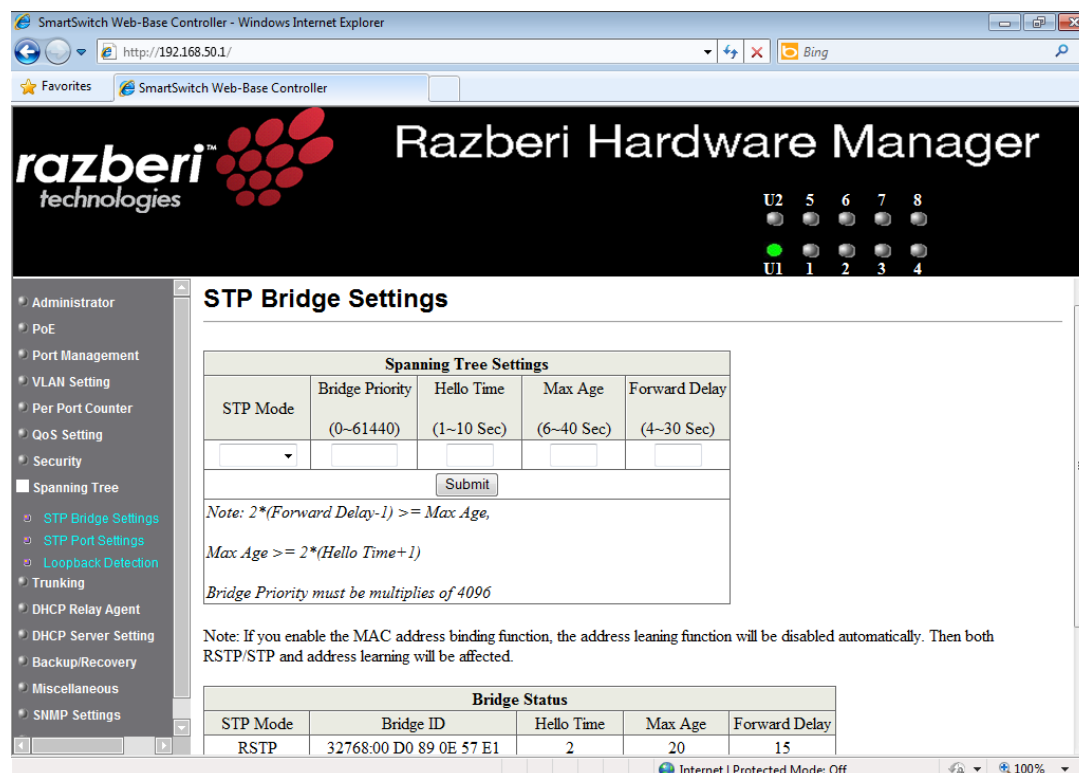 SmartSwitch Web-Base Controller - Windows Internet Explorer
http://192.168.50.1/
Bing
Favorites
SmartSwitch Web-Base Controller
razberi™
technologies
Razberi Hardware Manager
U2 5 6 7 8
U1 1 2 3 4
Administrator
PoE
Port Management
VLAN Setting
Per Port Counter
QoS Setting
Security
Spanning Tree
STP Bridge Settings
STP Port Settings
Loopback Detection
Trunking
DHCP Relay Agent
DHCP Server Setting
Backup/Recovery
Miscellaneous
SNMP Settings
STP Bridge Settings
Spanning Tree Settings
STP Mode
Bridge Priority
(0~61440)
Hello Time
(1~10 Sec)
Max Age
(6~40 Sec)
Forward Delay
(4~30 Sec)
Submit
Note: 2*(Forward Delay-1) >= Max Age,
Max Age >= 2*(Hello Time+1)
Bridge Priority must be multiplies of 4096
Note: If you enable the MAC address binding function, the address leaning function will be disabled automatically. Then both
RSTP/STP and address learning will be affected.
Bridge Status
STP Mode Bridge ID Hello Time Max Age Forward Delay
RSTP 32768:00 D0 89 0E 57 E1 2 20 15
Internet | Protected Mode: Off
100%